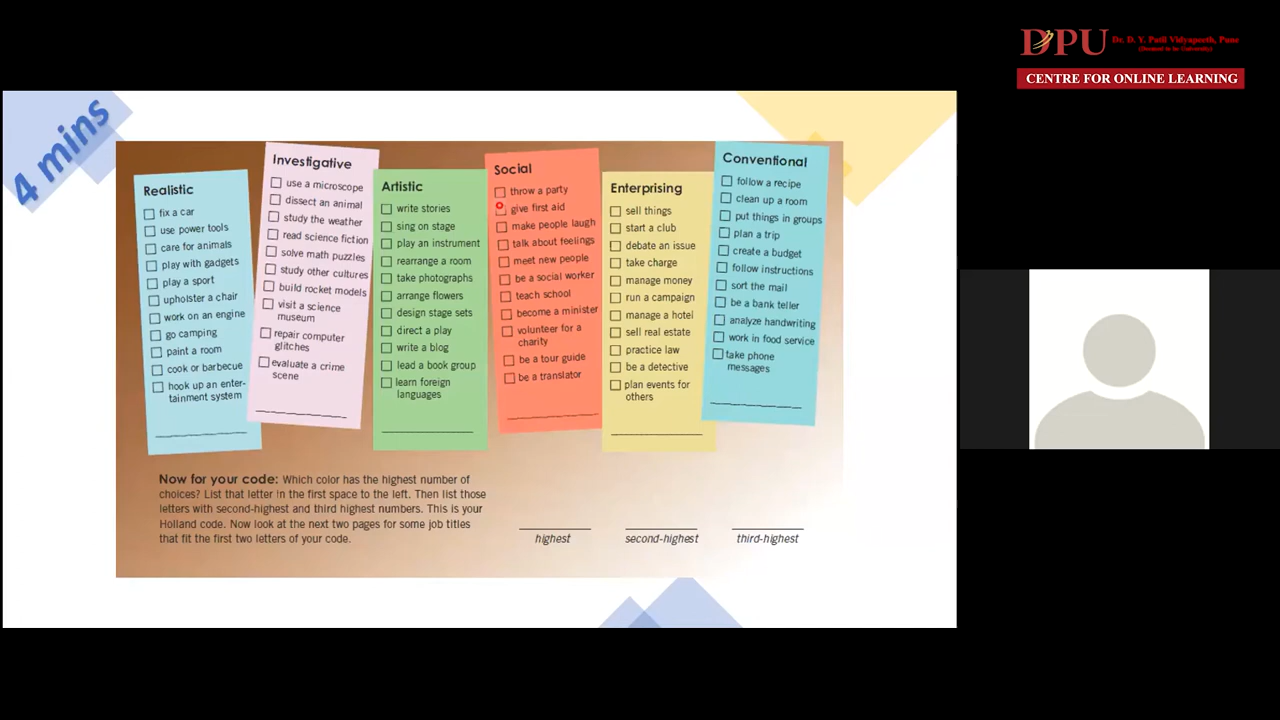 DPU
Dr. D. Y. Patil Vidyapeeth, Pune
(Deemed to be University)
CENTRE FOR ONLINE LEARNING
4 mins
Realistic
fix a car
use power tools
care for animals
play with gadgets
play a sport
upholster a chair
work on an engine
go camping
paint a room
cook or barbecue
hook up an enter-
tainment system
Investigative
use a microscope
dissect an animal
study the weather
read science fiction
solve math puzzles
study other cultures
build rocket models
visit a science
museum
repair computer
glitches
evaluate a crime
scene
Artistic
write stories
sing on stage
play an instrument
rearrange a room
take photographs
arrange flowers
design stage sets
direct a play
write a blog
lead a book group
learn foreign
languages
Social
throw a party
give first aid
make people laugh
talk about feelings
meet new people
be a social worker
teach school
become a minister
volunteer for a
charity
be a tour guide
be a translator
Enterprising
sell things
start a club
debate an issue
take charge
manage money
run a campaign
manage a hotel
sell real estate
practice law
be a detective
plan events for
others
Conventional
follow a recipe
clean up a room
put things in groups
plan a trip
create a budget
follow instructions
sort the mail
be a bank teller
analyze handwriting
work in food service
take phone
messages
Now for your code: Which color has the highest number of
choices? List that letter in the first space to the left. Then list those
letters with second-highest and third highest numbers. This is your
Holland code. Now look at the next two pages for some job titles
that fit the first two letters of your code.
highest
second-highest
third-highest